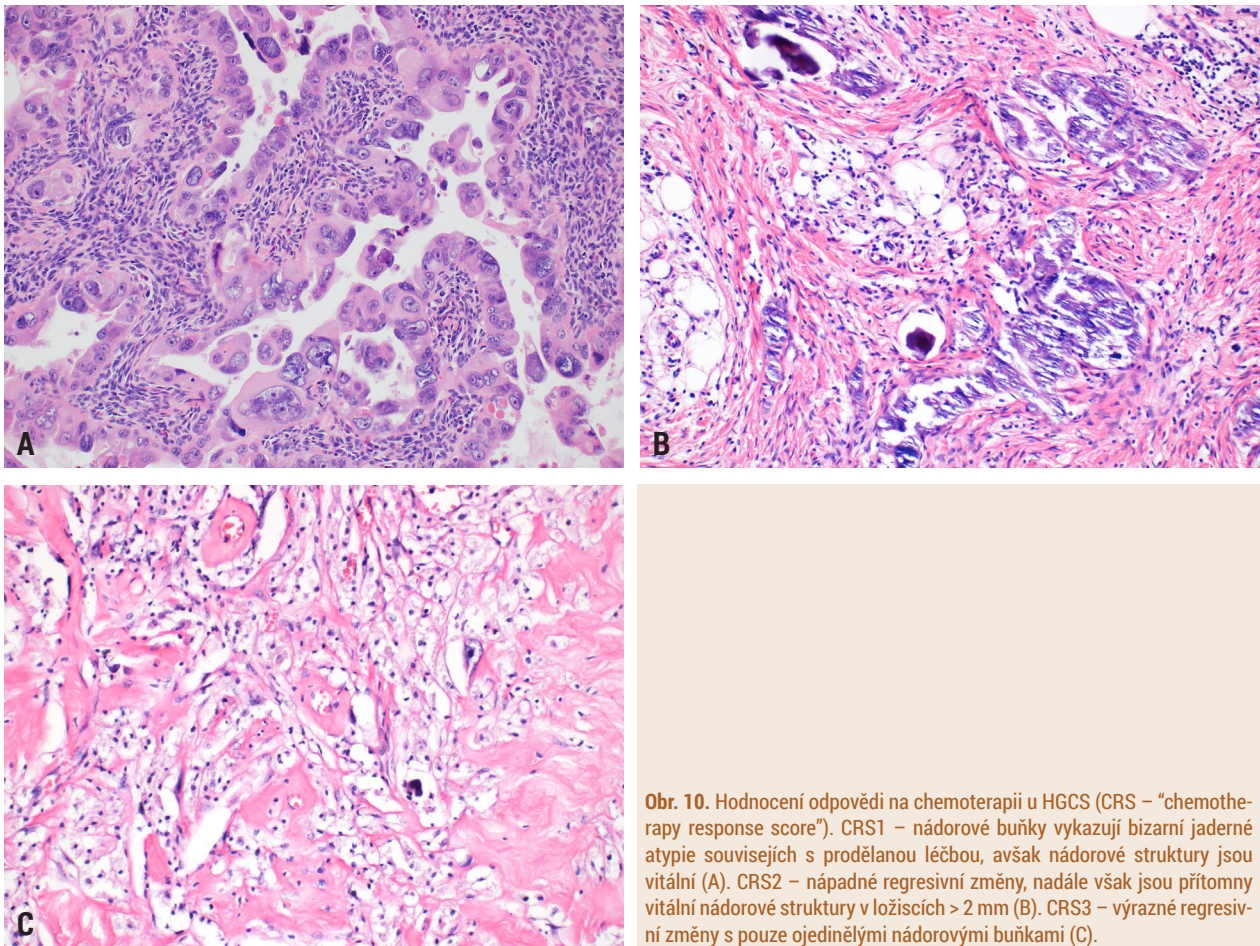 A
B
C
Obr. 10. Hodnocení odpovědi na chemoterapii u HGCS (CRS – “chemothe-
rapy response score”). CRS1 – nádorové buňky vykazují bizarní jaderné
atypie souvisejích s prodělanou léčbou, avšak nádorové struktury jsou
vitální (A). CRS2 – nápadné regresivní změny, nadále však jsou přítomny
vitální nádorové struktury v ložiscích > 2 mm (B). CRS3 – výrazné regresiv-
ní změny s pouze ojedinělými nádorovými buňkami (C).